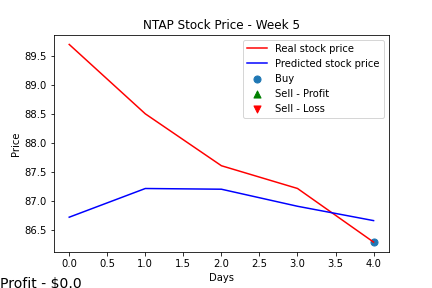 NTAP Stock Price - Week 5
Real stock price
Predicted stock price
Buy
Sell - Profit
Sell - Loss
Price
89.5
89.0
88.5
88.0
87.5
87.0
86.5
0.0 0.5 1.0 1.5 2.0 2.5 3.0 3.5 4.0
Days
Profit - $0.0